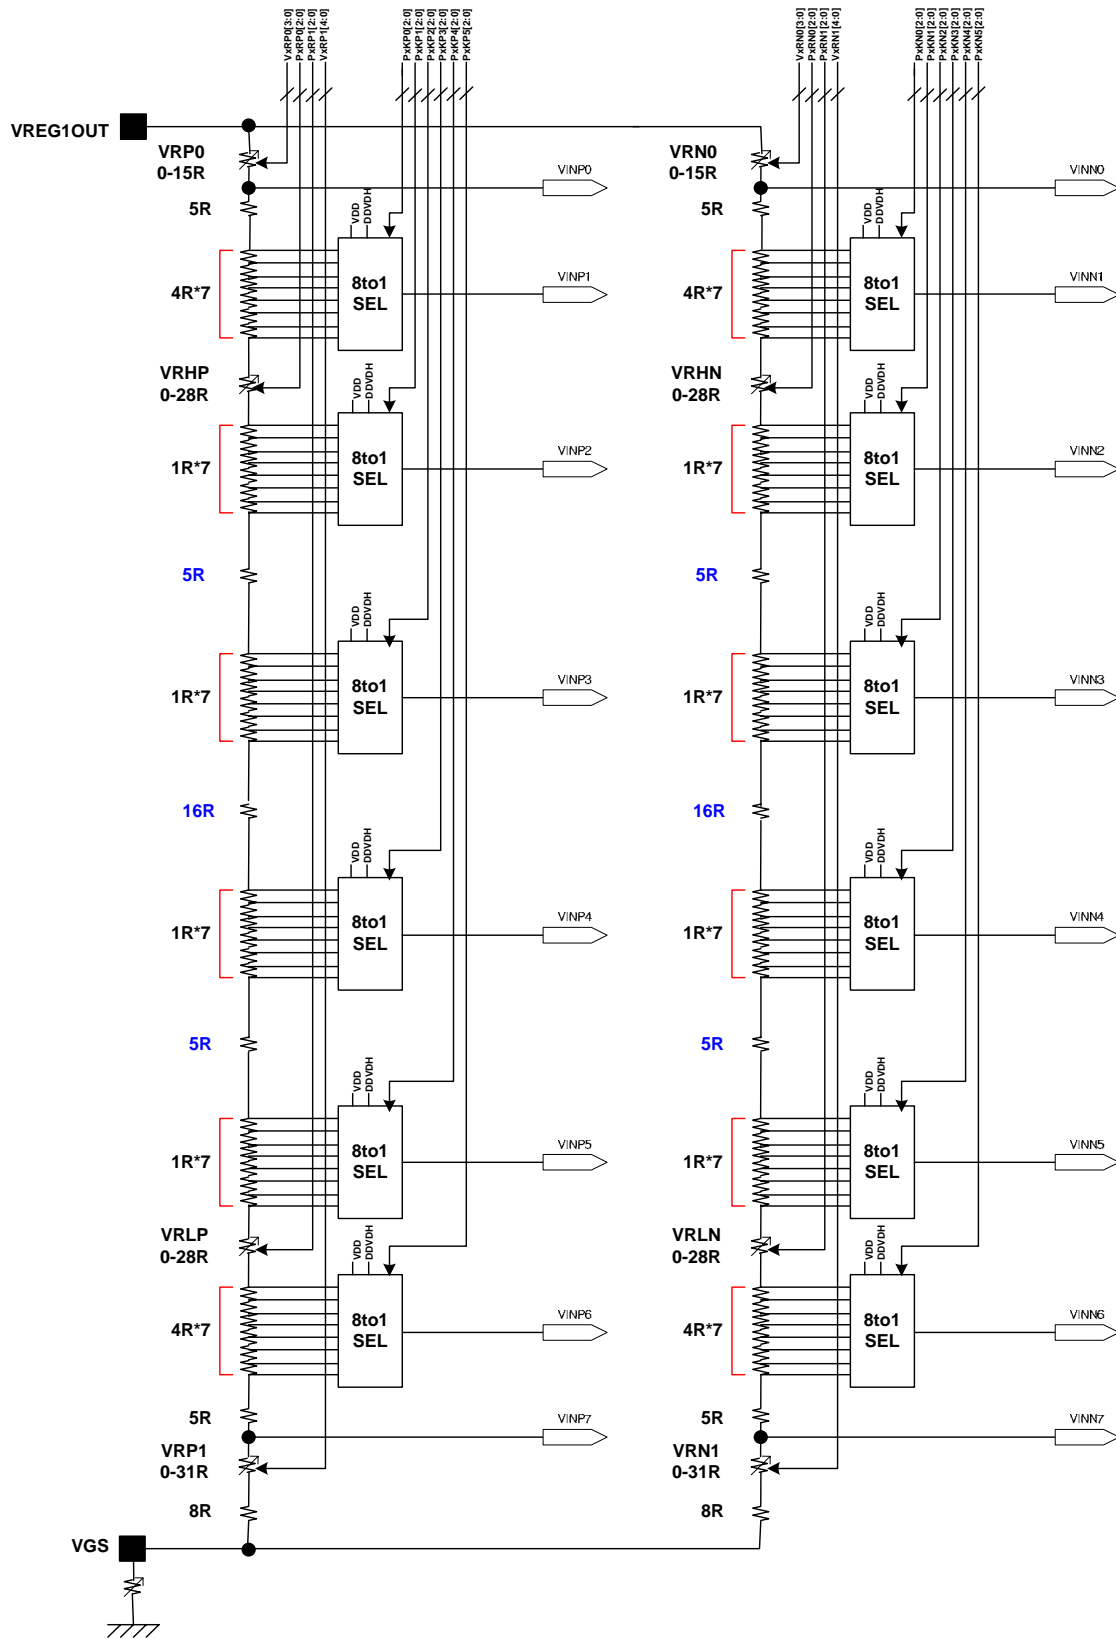 VxRP0[3:0]
PxRP0[2:0]
PxRP1[2:0]
VxRP1[4:0]
PxKP0[2:0]
PxKP1[2:0]
PxKP2[2:0]
PxKP3[2:0]
PxKP4[2:0]
PxKP5[2:0]
VxRN0[3:0]
PxRN0[2:0]
PxRN1[2:0]
VxRN1[4:0]
PxKN0[2:0]
PxKN1[2:0]
PxKN2[2:0]
PxKN3[2:0]
PxKN4[2:0]
PxKN5[2:0]
VREG1OUT
VRP0
0-15R
VINP0
5R
VDD
DDVDH
4R*7
8to1
SEL
VINP1
VRHP
0-28R
VDD
DDVDH
1R*7
8to1
SEL
VINP2
5R
VDD
DDVDH
1R*7
8to1
SEL
VINP3
16R
VDD
DDVDH
1R*7
8to1
SEL
VINP4
5R
VDD
DDVDH
1R*7
8to1
SEL
VINP5
VRLP
0-28R
VDD
DDVDH
4R*7
8to1
SEL
VINP6
5R
VINP7
VRP1
0-31R
8R
VGS
VRN0
0-15R
VINN0
5R
VDD
DDVDH
4R*7
8to1
SEL
VINN1
VRHN
0-28R
VDD
DDVDH
1R*7
8to1
SEL
VINN2
5R
VDD
DDVDH
1R*7
8to1
SEL
VINN3
16R
VDD
DDVDH
1R*7
8to1
SEL
VINN4
5R
VDD
DDVDH
1R*7
8to1
SEL
VINN5
VRLN
0-28R
VDD
DDVDH
4R*7
8to1
SEL
VINN6
5R
VINN7
VRN1
0-31R
8R